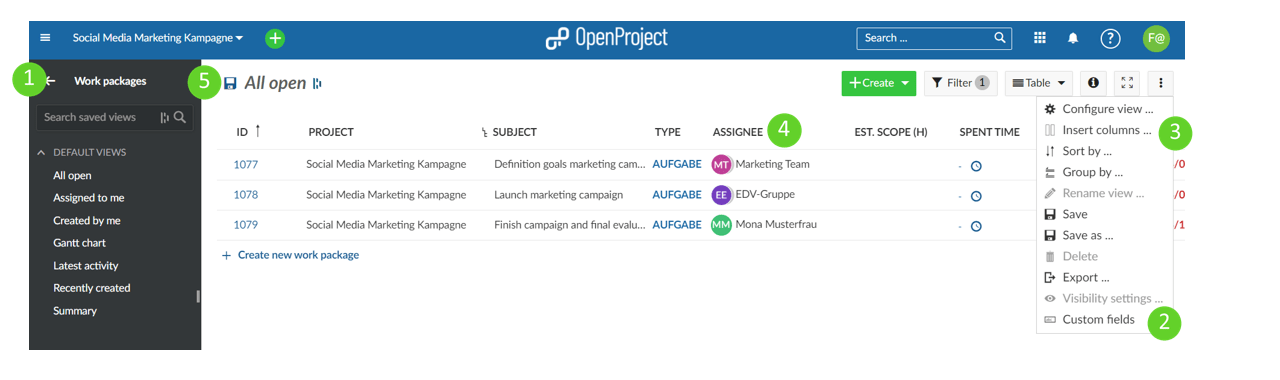 Social Media Marketing Kampagne
OpenProject
Search ...
?
F@
1
Work packages
5
All open
Create
Filter 1
Table
Search saved views
DEFAULT VIEWS
All open
Assigned to me
Created by me
Gantt chart
Latest activity
Recently created
Summary
ID PROJECT SUBJECT TYPE ASSIGNEE 4 EST. SCOPE (H) SPENT TIME
1077 Social Media Marketing Kampagne Definition goals marketing cam... AUFGABE MT Marketing Team - /0
1078 Social Media Marketing Kampagne Launch marketing campaign AUFGABE EE EDV-Gruppe - /0
1079 Social Media Marketing Kampagne Finish campaign and final evalu... AUFGABE MM Mona Musterfrau - /1
+ Create new work package
Configure view ...
Insert columns ... 3
Sort by ...
Group by ...
Rename view ...
Save
Save as ...
Delete
Export ...
Visibility settings ...
Custom fields 2